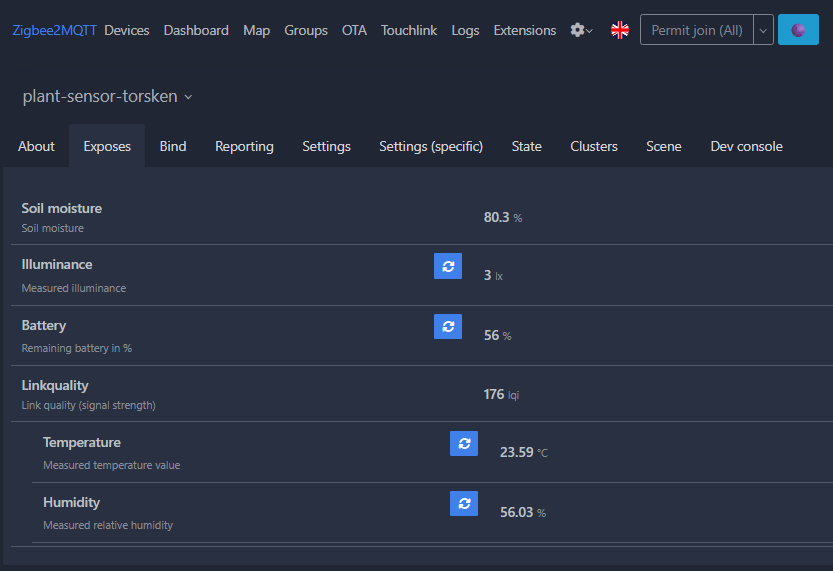 Zigbee2MQTT Devices Dashboard Map Groups OTA Touchlink Logs Extensions Permit join (All)
plant-sensor-torsken
About Exposes Bind Reporting Settings Settings (specific) State Clusters Scene Dev console
Soil moisture
Soil moisture
80.3 %
Illuminance
Measured illuminance
3 lx
Battery
Remaining battery in %
56 %
Linkquality
Link quality (signal strength)
176 lqi
Temperature
Measured temperature value
23.59 °C
Humidity
Measured relative humidity
56.03 %